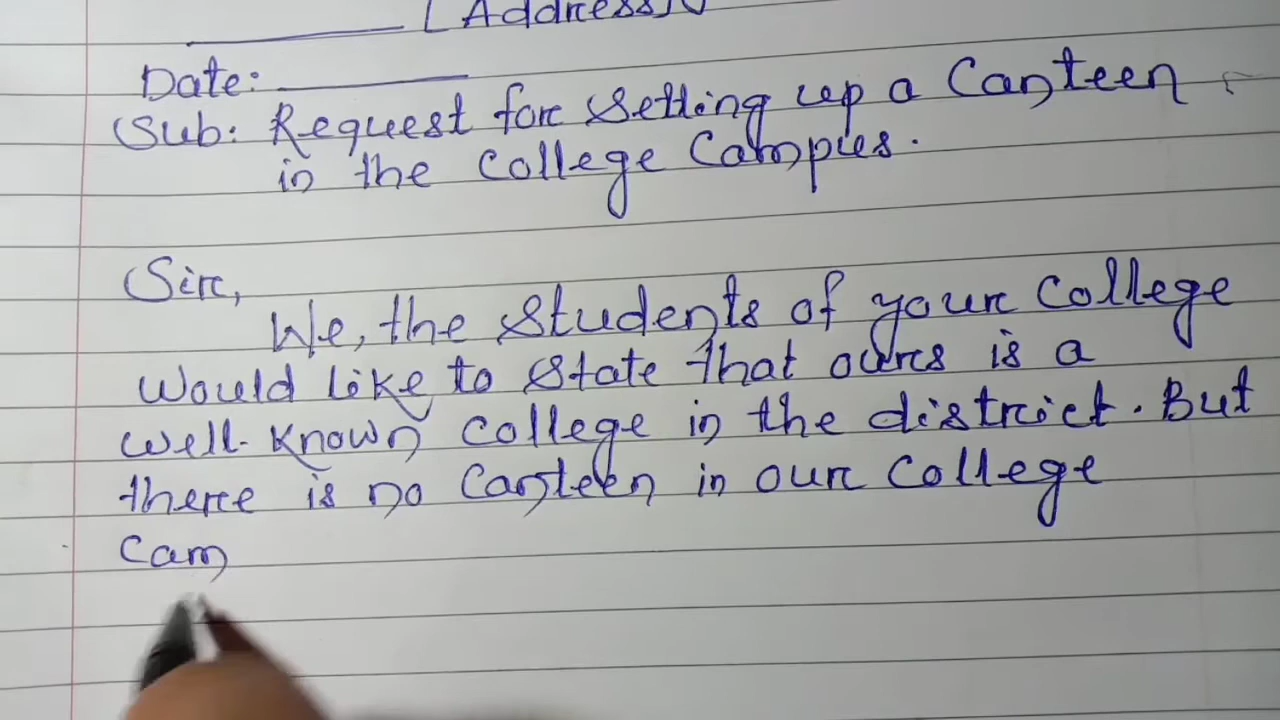 [Address]
Date:
Sub: Request for Setting up a Canteen
in the College Campus.
Sir,
We, the Students of your College
would like to State that ours is a
well-known College in the district. But
there is no Canteen in our College
Cam